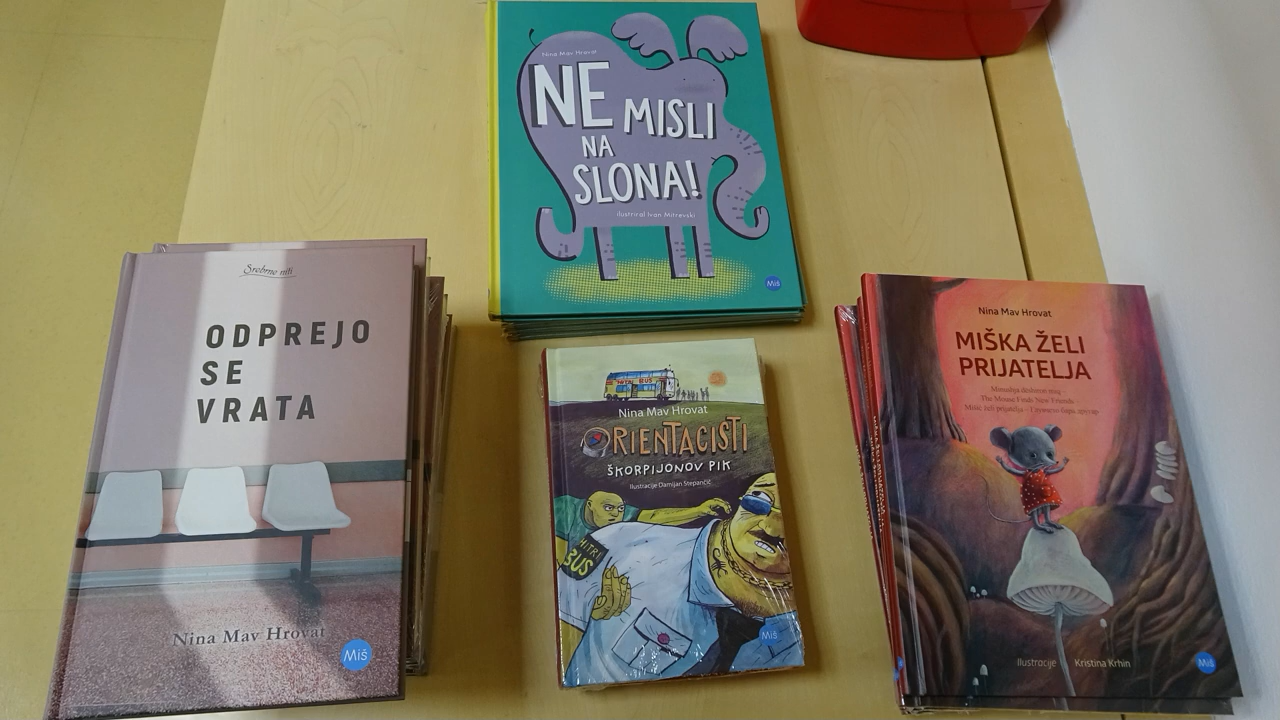 Nina Mav Hrovat
NE MISLI
NA
SLONA!
ilustriral Ivan Mitrevski
Miš
Srebrne niti
ODPREJO
SE
VRATA
Nina Mav Hrovat
Miš
HITRI BUS
Nina Mav Hrovat
ORIENTACISTI
ŠKORPIJONOV PIK
Ilustracije Damijan Stepančič
HITRI
BUS
Miš
Nina Mav Hrovat
MIŠKA ŽELI
PRIJATELJA
The Mouse Finds New Friends
Ilustracije Kristina Krhin
Miš